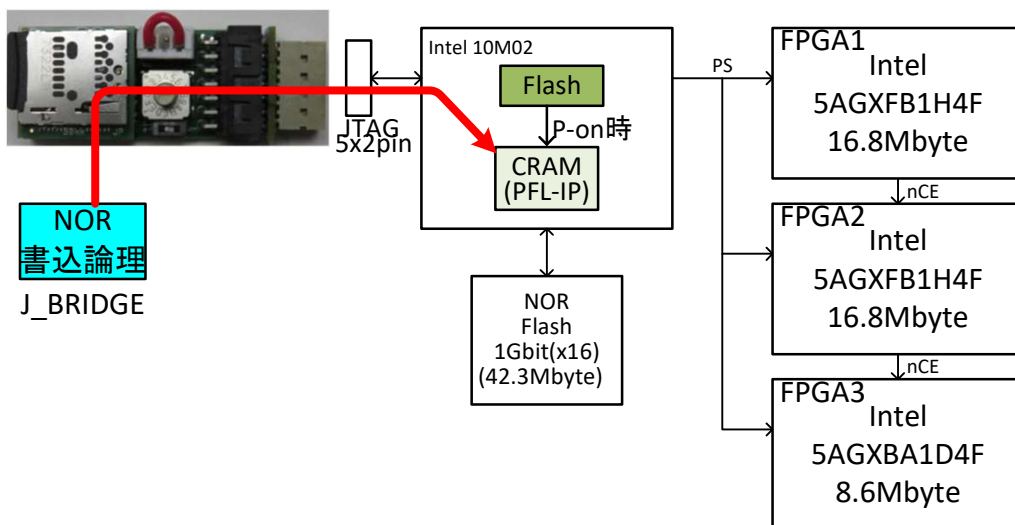 NOR
書込論理
J_BRIDGE
JTAG
5x2pin
Intel 10M02
Flash
P-on時
CRAM
(PFL-IP)
NOR
Flash
1Gbit(x16)
(42.3Mbyte)
PS
FPGA1
Intel
5AGXFB1H4F
16.8Mbyte
nCE
FPGA2
Intel
5AGXFB1H4F
16.8Mbyte
nCE
FPGA3
Intel
5AGXBA1D4F
8.6Mbyte